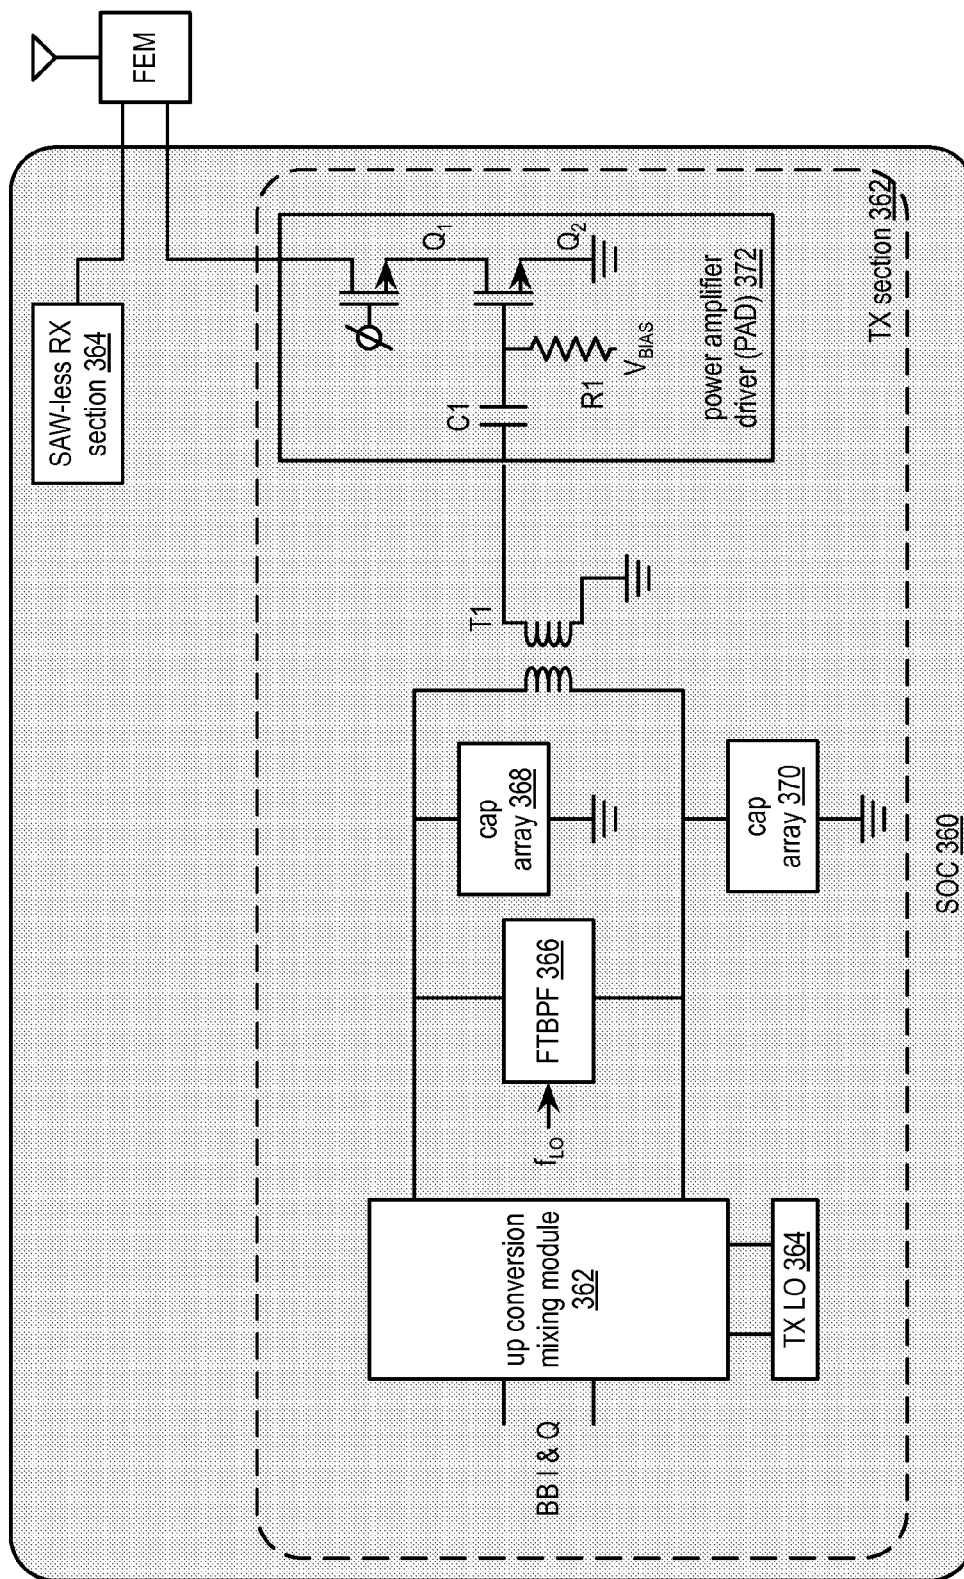 FEM
SAW-less RX
section 364
Q1
Q2
C1
R1
VBIAS
power amplifier
driver (PAD) 372
TX section 362
T1
cap
array 368
cap
array 370
FTBPF 366
fLO
up conversion
mixing module
362
TX LO 364
BB I & Q
SOC 360